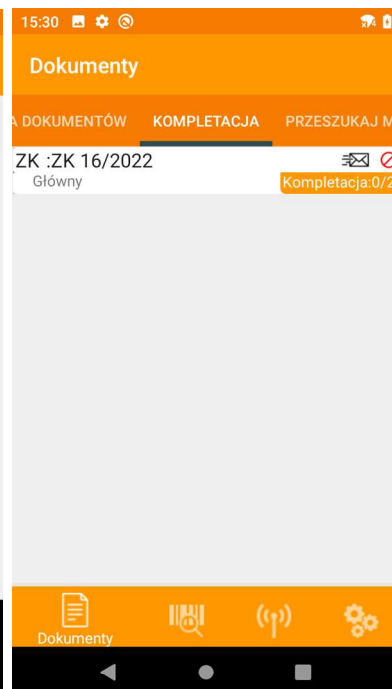 15:30
Dokumenty
A DOKUMENTÓW KOMPLETACJA PRZESZUKAJ M
ZK :ZK 16/2022
Główny
Kompletacja:0/2
Dokumenty